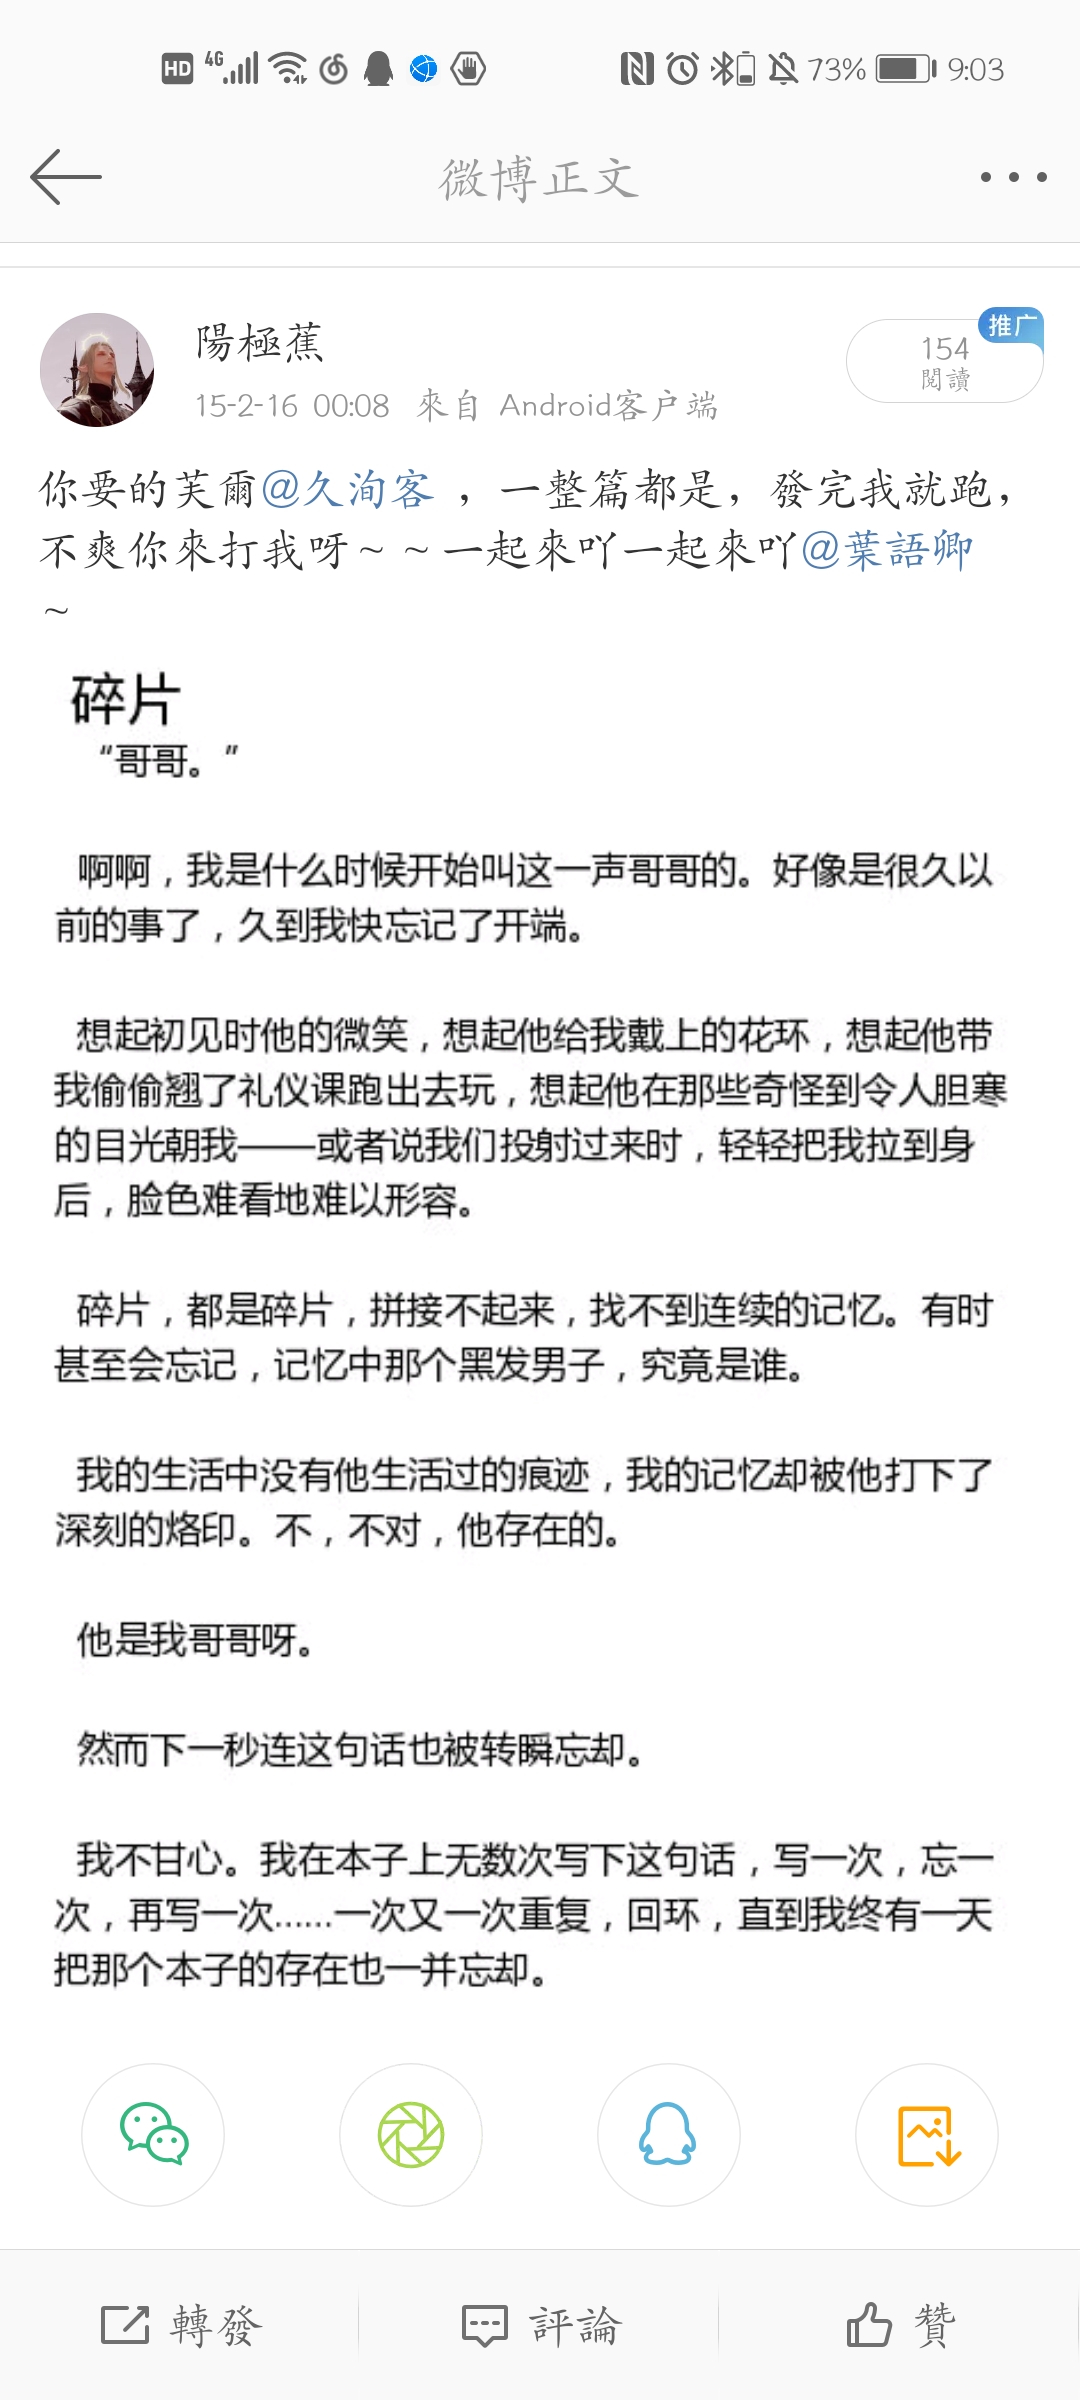 HD 4G 73% 9:03
微博正文
陽極蕉
推广
154
閱讀
15-2-16 00:08 來自 Android客户端
你要的芙爾@久洵客 ，一整篇都是，發完我就跑，
不爽你來打我呀~~一起來吖一起來吖@葉語卿
~
碎片
“哥哥。”
啊啊，我是什么时候开始叫这一声哥哥的。好像是很久以
前的事了，久到我快忘记了开端。
想起初见时他的微笑，想起他给我戴上的花环，想起他带
我偷偷翘了礼仪课跑出去玩，想起他在那些奇怪到令人胆寒
的目光朝我——或者说我们投射过来时，轻轻把我拉到身
后，脸色难看地难以形容。
碎片，都是碎片，拼接不起来，找不到连续的记忆。有时
甚至会忘记，记忆中那个黑发男子，究竟是谁。
我的生活中没有他生活过的痕迹，我的记忆却被他打下了
深刻的烙印。不，不对，他存在的。
他是我哥哥呀。
然而下一秒连这句话也被转瞬忘却。
我不甘心。我在本子上无数次写下这句话，写一次，忘一
次，再写一次……一次又一次重复，回环，直到我终有一天
把那个本子的存在也一并忘却。
轉發
評論
贊